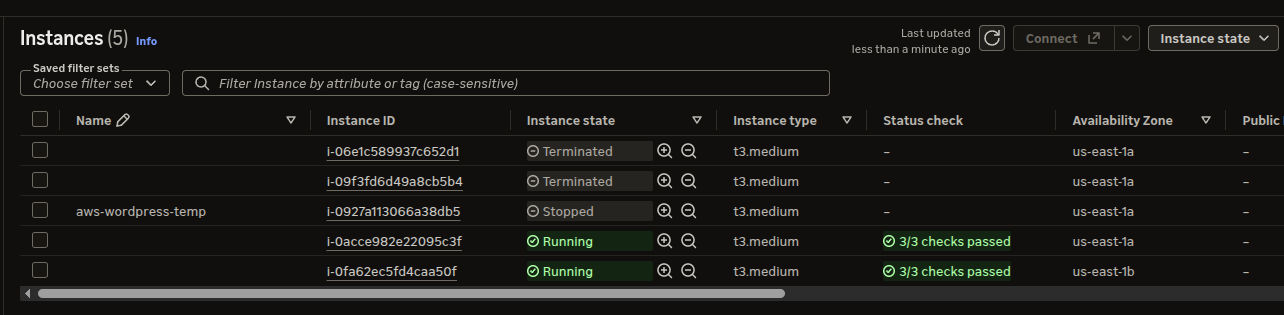 Instances (5) Info
Last updated
less than a minute ago
Connect
Instance state
Saved filter sets
Choose filter set
Filter Instance by attribute or tag (case-sensitive)
Name Instance ID Instance state Instance type Status check Availability Zone Public
i-06e1c589937c652d1 Terminated t3.medium – us-east-1a –
i-09f3fd6d49a8cb5b4 Terminated t3.medium – us-east-1a –
aws-wordpress-temp i-0927a113066a38db5 Stopped t3.medium – us-east-1a –
i-0acce982e22095c3f Running t3.medium 3/3 checks passed us-east-1a –
i-0fa62ec5fd4caa50f Running t3.medium 3/3 checks passed us-east-1b –